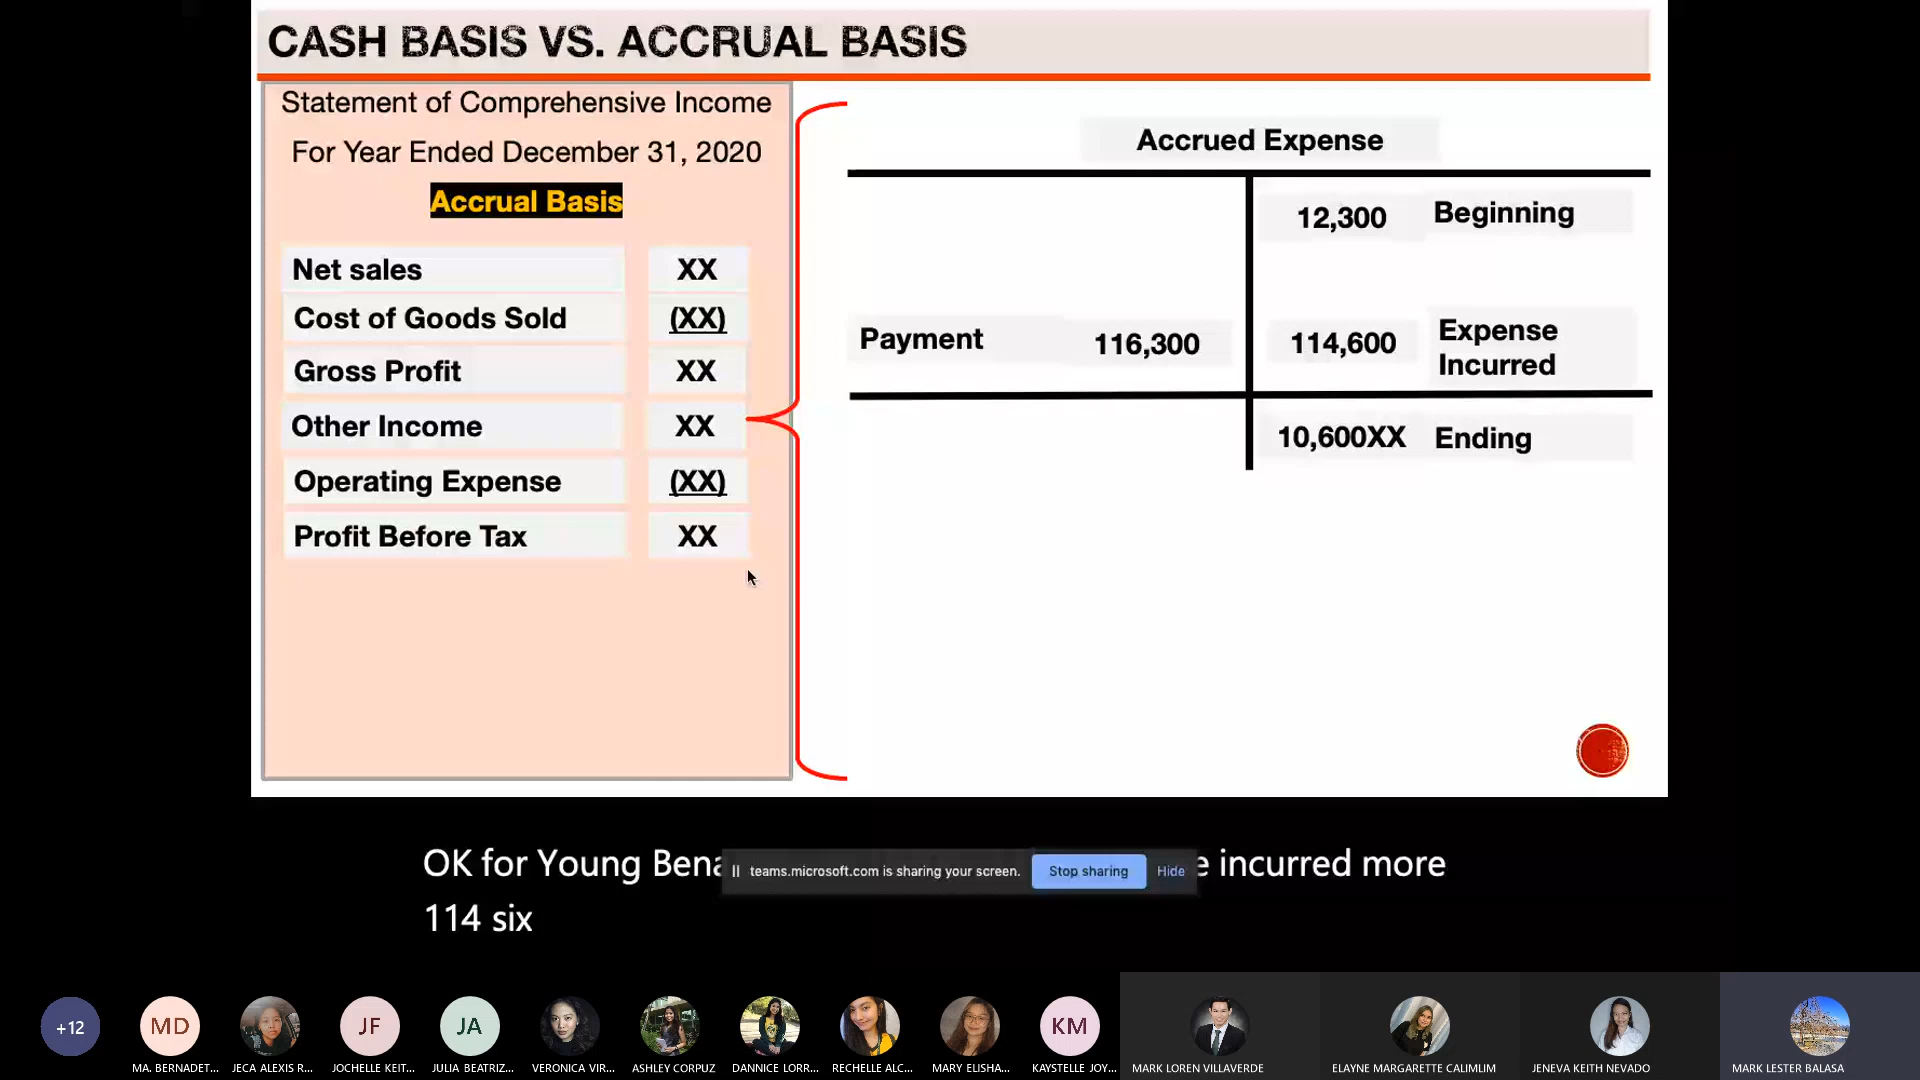 CASH BASIS VS. ACCRUAL BASIS
Statement of Comprehensive Income
For Year Ended December 31, 2020
Accrual Basis
Net sales XX
Cost of Goods Sold (XX)
Gross Profit XX
Other Income XX
Operating Expense (XX)
Profit Before Tax XX
Accrued Expense
12,300 Beginning
Payment 116,300 114,600 Expense
Incurred
10,600XX Ending
OK for Young Bena e incurred more
114 six
teams.microsoft.com is sharing your screen. Stop sharing Hide
+12 MD JF JA KM
MA. BERNADET... JECA ALEXIS R... JOCHELLE KEIT... JULIA BEATRIZ... VERONICA VIR... ASHLEY CORPUZ DANNICE LORR... RECHELLE ALC... MARY ELISHA... KAYSTELLE JOY... MARK LOREN VILLAVERDE ELAYNE MARGARETTE CALIMLIM JENEVA KEITH NEVADO MARK LESTER BALASA